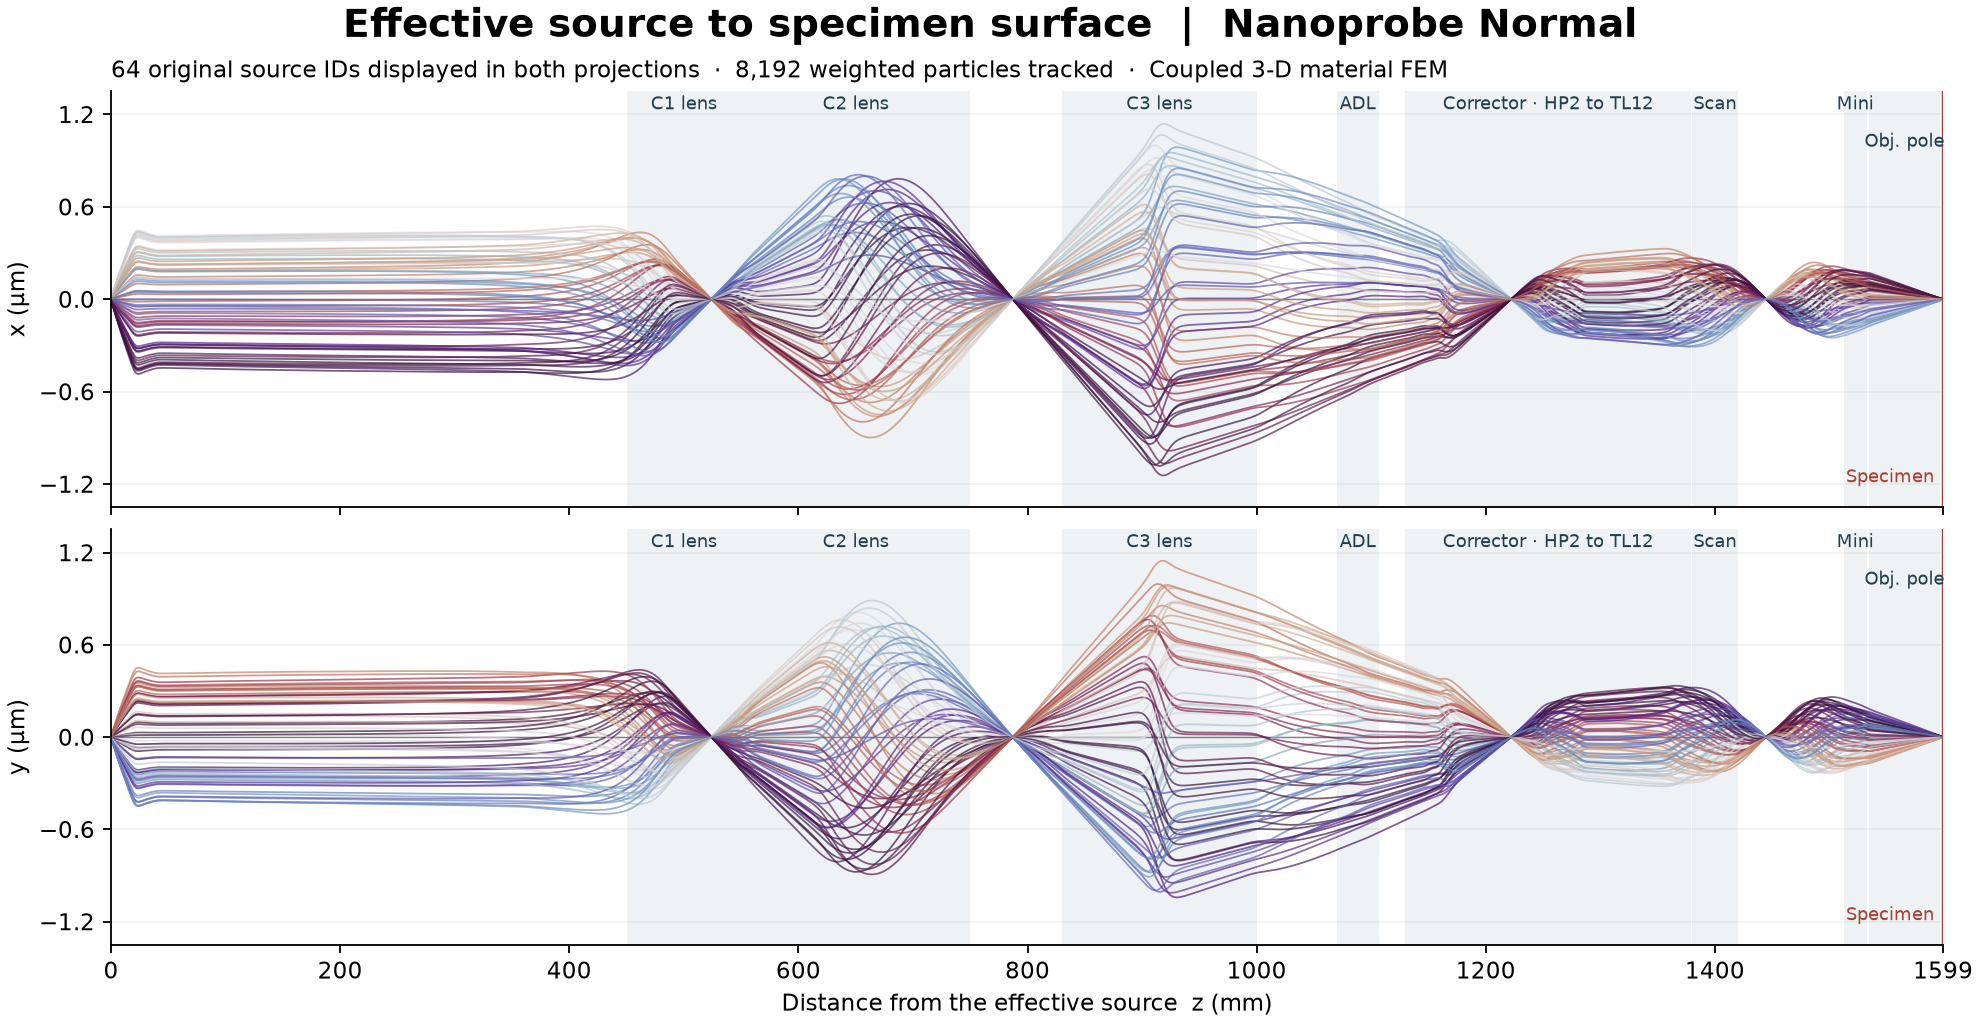 Effective source to specimen surface | Nanoprobe Normal
64 original source IDs displayed in both projections · 8,192 weighted particles tracked · Coupled 3-D material FEM
C1 lens C2 lens C3 lens ADL Corrector · HP2 to TL12 Scan Mini
Obj. pole
1.2
0.6
0.0
−0.6
−1.2
x (μm)
Specimen
C1 lens C2 lens C3 lens ADL Corrector · HP2 to TL12 Scan Mini
Obj. pole
1.2
0.6
0.0
−0.6
−1.2
y (μm)
Specimen
0 200 400 600 800 1000 1200 1400 1599
Distance from the effective source z (mm)